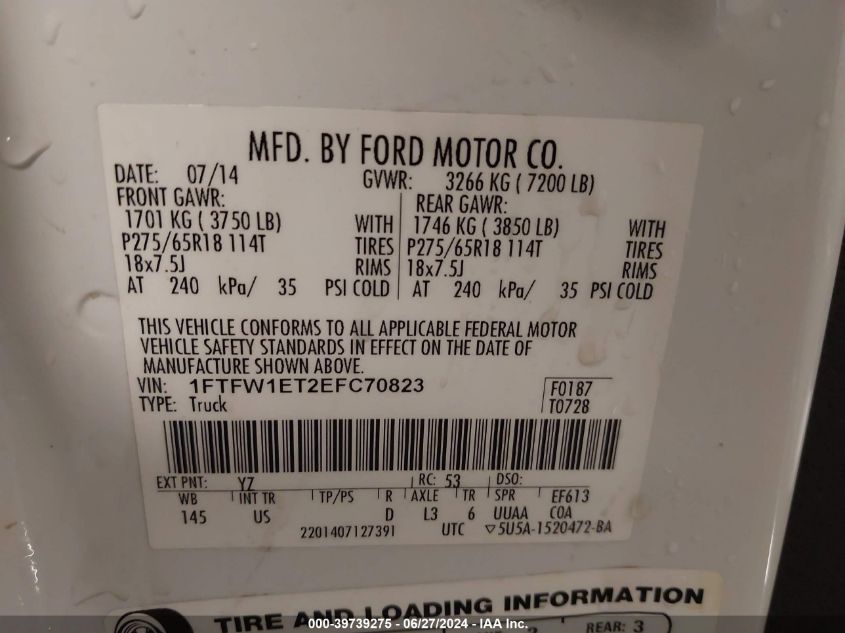 MFD. BY FORD MOTOR CO.
DATE: 07/14 GVWR: 3266 KG ( 7200 LB)
FRONT GAWR: REAR GAWR:
1701 KG ( 3750 LB) WITH 1746 KG ( 3850 LB) WITH
P275/65R18 114T TIRES P275/65R18 114T TIRES
18x7.5J RIMS 18x7.5J RIMS
AT 240 kPa/ 35 PSI COLD AT 240 kPa/ 35 PSI COLD
THIS VEHICLE CONFORMS TO ALL APPLICABLE FEDERAL MOTOR
VEHICLE SAFETY STANDARDS IN EFFECT ON THE DATE OF
MANUFACTURE SHOWN ABOVE.
VIN: 1FTFW1ET2EFC70823 F0187
TYPE: Truck T0728
EXT PNT: YZ RC: 53 DSO:
WB INT TR TP/PS R AXLE TR SPR EF613
145 US D L3 6 UUAA COA
2201407127391 UTC ▽5U5A-1520472-BA
TIRE AND LOADING INFORMATION
REAR: 3
000-39739275 - 06/27/2024 - IAA Inc.